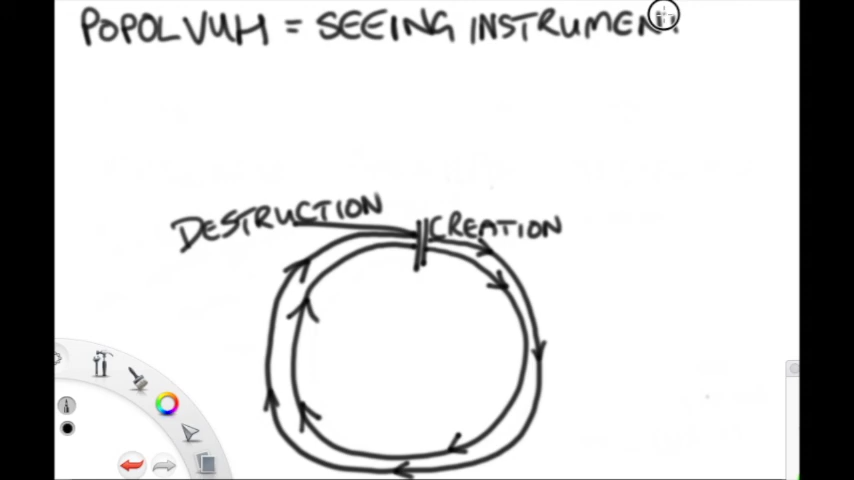 POPOL VUH = SEEING INSTRUMENT.
DESTRUCTION
CREATION